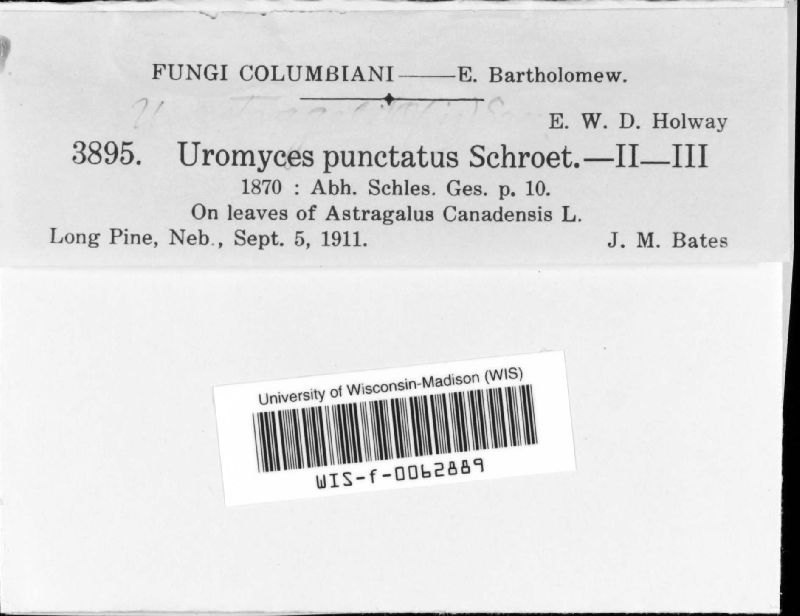 FUNGI COLUMBIANI——E. Bartholomew.
E. W. D. Holway
3895. Uromyces punctatus Schroet.—II—III
1870 : Abh. Schles. Ges. p. 10.
On leaves of Astragalus Canadensis L.
Long Pine, Neb., Sept. 5, 1911. J. M. Bates
University of Wisconsin-Madison (WIS)
WIS-f-0062889